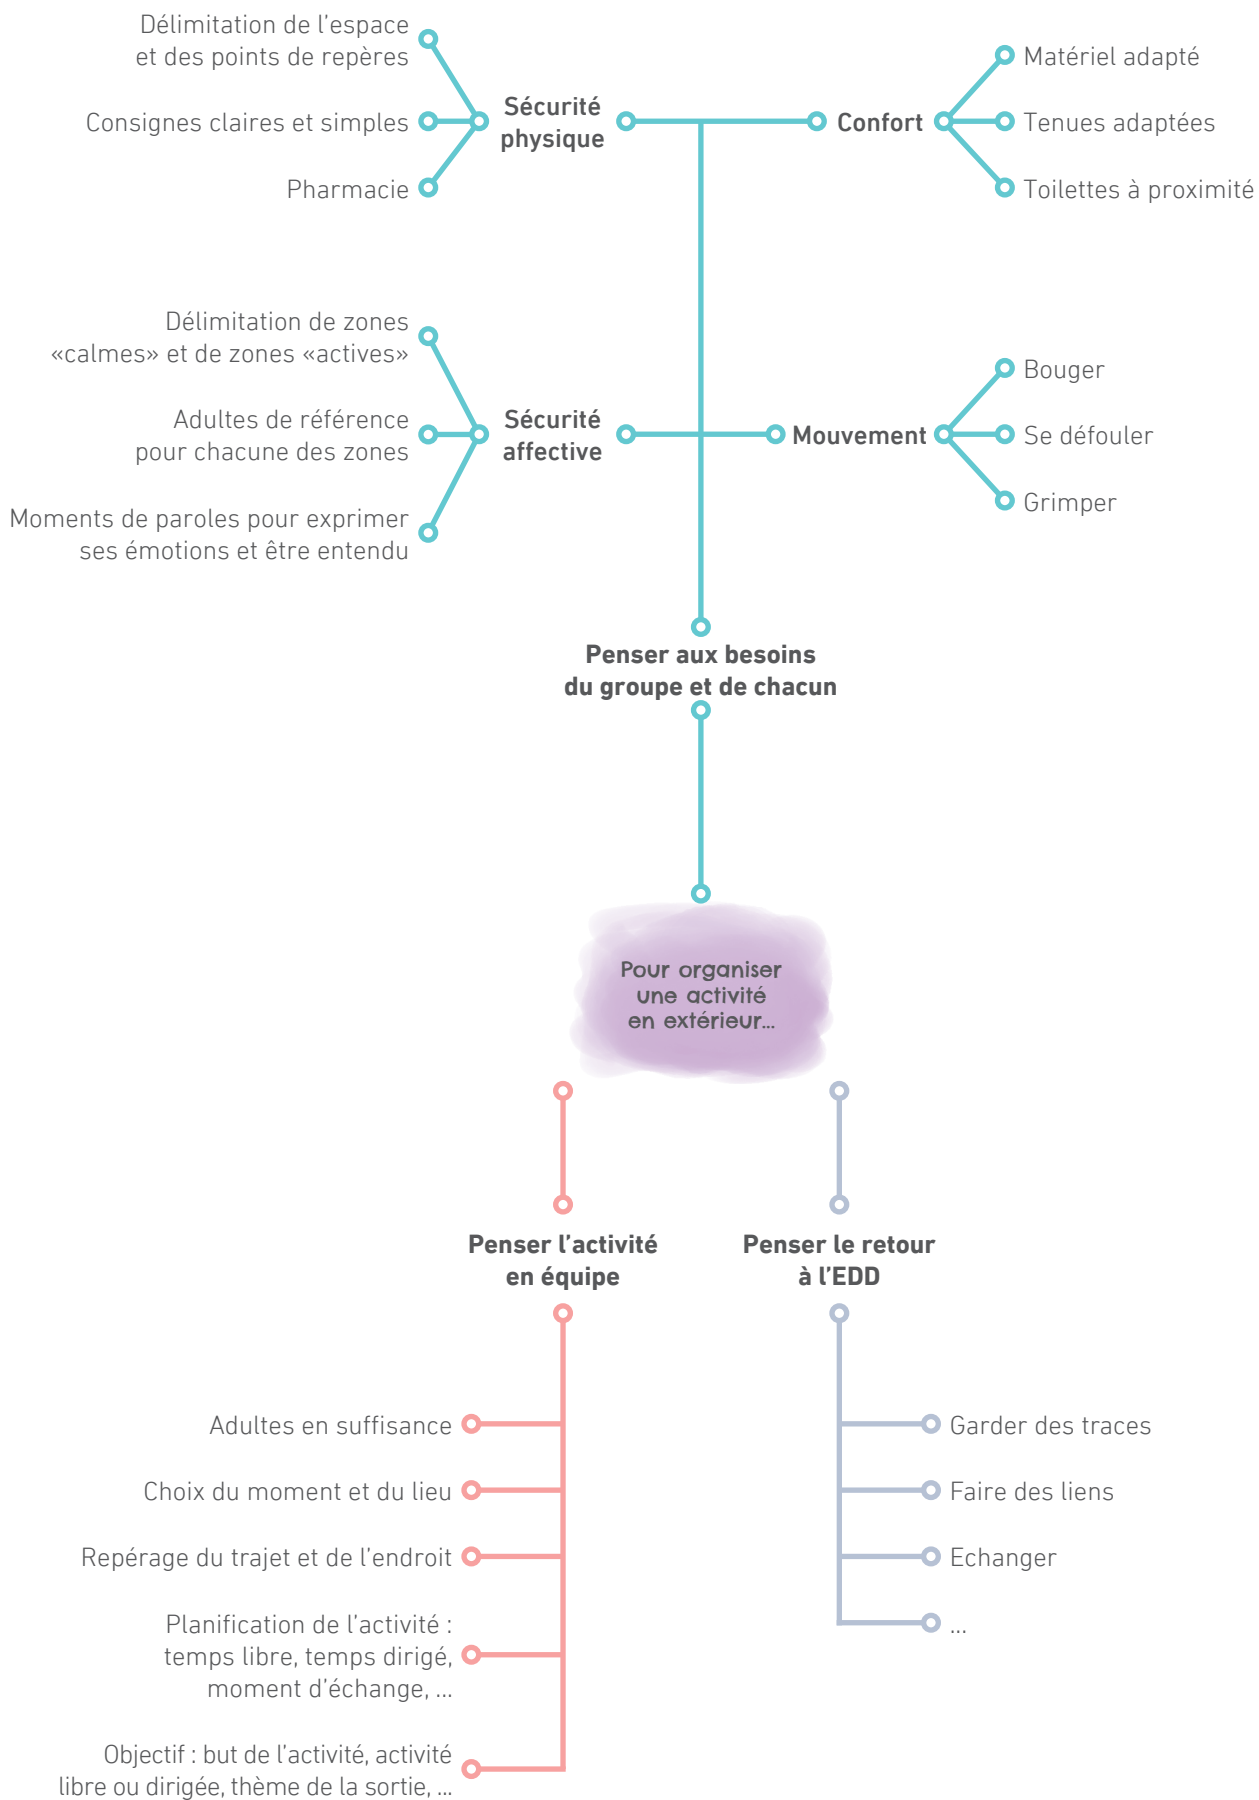 Délimitation de l’espace
et des points de repères
Consignes claires et simples
Pharmacie
Sécurité
physique
Confort
Matériel adapté
Tenues adaptées
Toilettes à proximité
Délimitation de zones
«calmes» et de zones «actives»
Adultes de référence
pour chacune des zones
Moments de paroles pour exprimer
ses émotions et être entendu
Sécurité
affective
Mouvement
Bouger
Se défouler
Grimper
Penser aux besoins
du groupe et de chacun
Pour organiser
une activité
en extérieur...
Penser l’activité
en équipe
Adultes en suffisance
Choix du moment et du lieu
Repérage du trajet et de l’endroit
Planification de l’activité :
temps libre, temps dirigé,
moment d’échange, ...
Objectif : but de l’activité, activité
libre ou dirigée, thème de la sortie, ...
Penser le retour
à l’EDD
Garder des traces
Faire des liens
Echanger
...